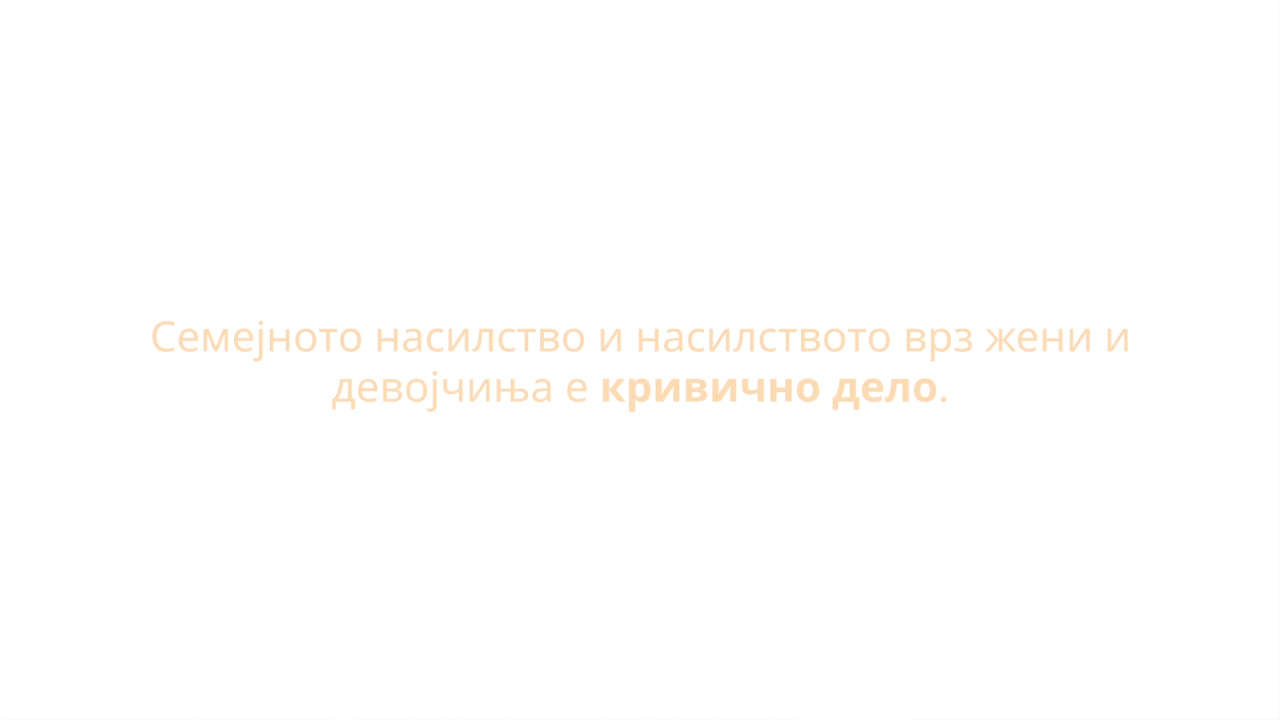 Семејното насилство и насилството врз жени и
девојчиња е кривично дело.